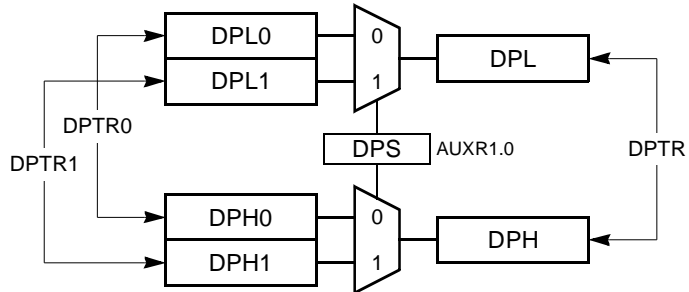 DPL0
0
DPL
DPL1
1
DPTR0
DPTR1
DPS
AUXR1.0
DPTR
DPH0
0
DPH
DPH1
1